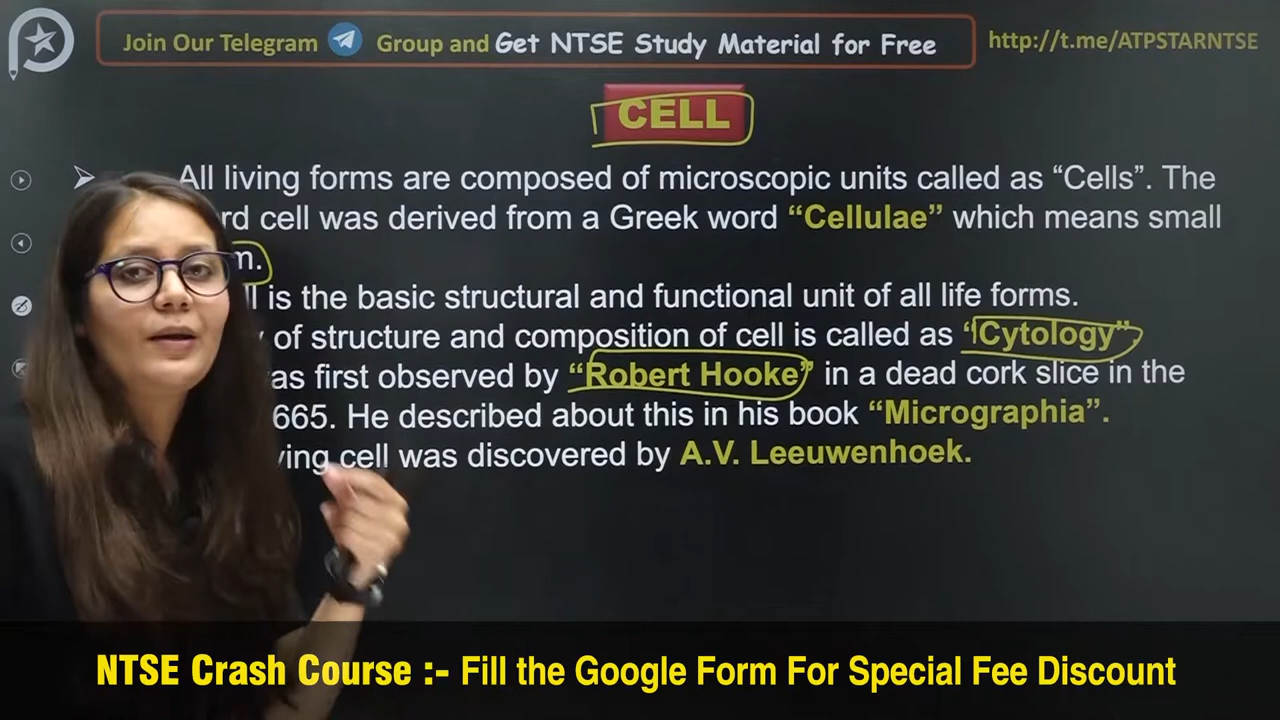 Join Our Telegram Group and Get NTSE Study Material for Free
http://t.me/ATPSTARNTSE
CELL
All living forms are composed of microscopic units called as “Cells”. The
rd cell was derived from a Greek word “Cellulae” which means small
m.
ll is the basic structural and functional unit of all life forms.
y of structure and composition of cell is called as “Cytology”.
as first observed by “Robert Hooke” in a dead cork slice in the
665. He described about this in his book “Micrographia”.
ving cell was discovered by A.V. Leeuwenhoek.
NTSE Crash Course :- Fill the Google Form For Special Fee Discount